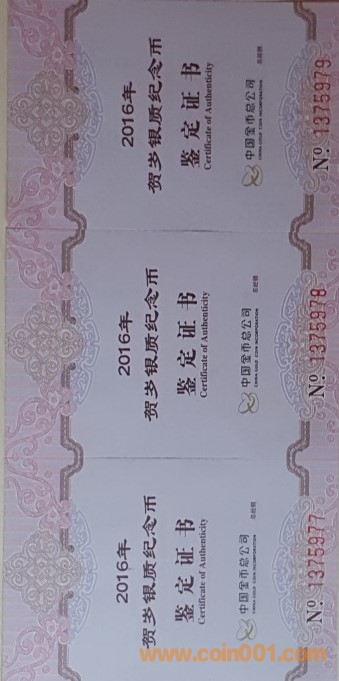 2016年
贺岁银质纪念币
鉴定证书
Certificate of Authenticity
中国金币总公司
CHINA GOLD COIN INCORPORATION
总经销
Nº 1375979
2016年
贺岁银质纪念币
鉴定证书
Certificate of Authenticity
中国金币总公司
CHINA GOLD COIN INCORPORATION
总经销
Nº 1375978
2016年
贺岁银质纪念币
鉴定证书
Certificate of Authenticity
中国金币总公司
CHINA GOLD COIN INCORPORATION
总经销
Nº 1375977
www.coin001.com